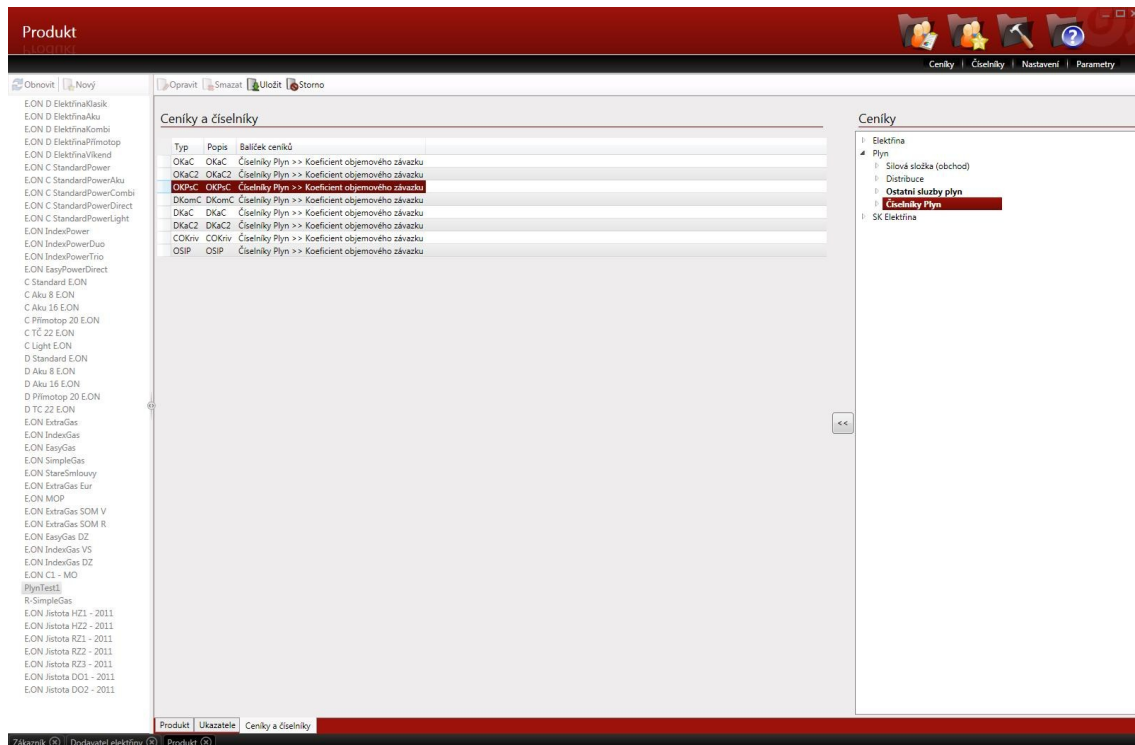 Produkt
Ceníky | Číselníky | Nastavení | Parametry
Obnovit Nový
Opravit Smazat Uložit Storno
E.ON D ElektřinaKlasik
E.ON D ElektřinaAku
E.ON D ElektřinaKombi
E.ON D ElektřinaPřímotop
E.ON D ElektřinaVíkend
E.ON C StandardPower
E.ON C StandardPowerAku
E.ON C StandardPowerCombi
E.ON C StandardPowerDirect
E.ON C StandardPowerLight
E.ON IndexPower
E.ON IndexPowerDuo
E.ON IndexPowerTrio
E.ON EasyPowerDirect
C Standard E.ON
C Aku 8 E.ON
C Aku 16 E.ON
C Přímotop 20 E.ON
C TČ 22 E.ON
C Light E.ON
D Standard E.ON
D Aku 8 E.ON
D Aku 16 E.ON
D Přímotop 20 E.ON
D TC 22 E.ON
E.ON ExtraGas
E.ON IndexGas
E.ON EasyGas
E.ON SimpleGas
E.ON StareSmlouvy
E.ON ExtraGas Eur
E.ON MOP
E.ON ExtraGas SOM V
E.ON ExtraGas SOM R
E.ON EasyGas DZ
E.ON IndexGas VS
E.ON IndexGas DZ
E.ON C1 - MO
PlynTest1
R-SimpleGas
E.ON Jistota HZ1 - 2011
E.ON Jistota HZ2 - 2011
E.ON Jistota RZ1 - 2011
E.ON Jistota RZ2 - 2011
E.ON Jistota RZ3 - 2011
E.ON Jistota DO1 - 2011
E.ON Jistota DO2 - 2011
Ceníky a číselníky
Typ Popis Balíček ceníků
OKaC OKaC Číselníky Plyn >> Koeficient objemového závazku
OKaC2 OKaC2 Číselníky Plyn >> Koeficient objemového závazku
OKPsC OKPsC Číselníky Plyn >> Koeficient objemového závazku
DKomC DKomC Číselníky Plyn >> Koeficient objemového závazku
DKaC DKaC Číselníky Plyn >> Koeficient objemového závazku
DKaC2 DKaC2 Číselníky Plyn >> Koeficient objemového závazku
COKriv COKriv Číselníky Plyn >> Koeficient objemového závazku
OSIP OSIP Číselníky Plyn >> Koeficient objemového závazku
<<
Ceníky
Elektřina
Plyn
Silová složka (obchod)
Distribuce
Ostatni sluzby plyn
Číselníky Plyn
SK Elektřina
Produkt Ukazatele Ceníky a číselníky
Zákazník Dodavatel elektřiny Produkt